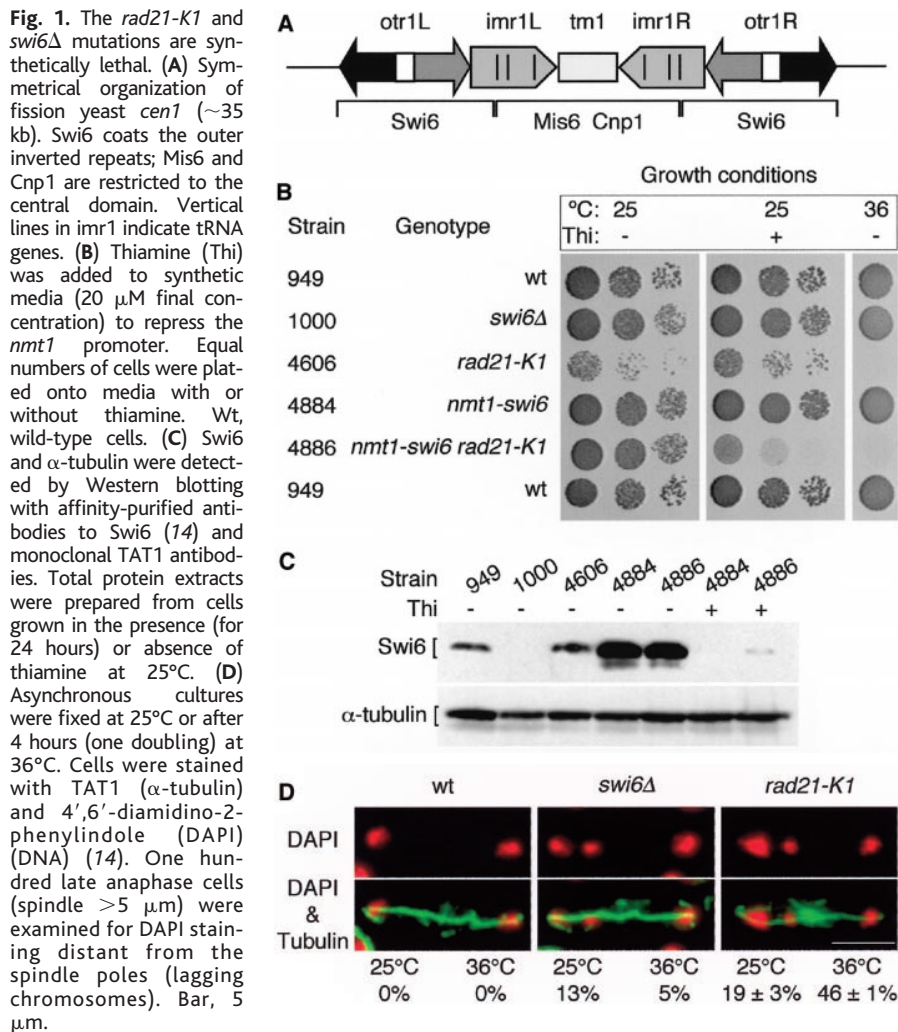 Fig. 1. The rad21-K1 and
swi6Δ mutations are syn-
thetically lethal. (A) Sym-
metrical organization of
fission yeast cen1 (~35
kb). Swi6 coats the outer
inverted repeats; Mis6 and
Cnp1 are restricted to the
central domain. Vertical
lines in imr1 indicate tRNA
genes. (B) Thiamine (Thi)
was added to synthetic
media (20 μM final con-
centration) to repress the
nmt1 promoter. Equal
numbers of cells were plat-
ed onto media with or
without thiamine. Wt,
wild-type cells. (C) Swi6
and α-tubulin were detect-
ed by Western blotting
with affinity-purified anti-
bodies to Swi6 (14) and
monoclonal TAT1 antibod-
ies. Total protein extracts
were prepared from cells
grown in the presence (for
24 hours) or absence of
thiamine at 25°C. (D)
Asynchronous cultures
were fixed at 25°C or after
4 hours (one doubling) at
36°C. Cells were stained
with TAT1 (α-tubulin)
and 4′,6′-diamidino-2-
phenylindole (DAPI)
(DNA) (14). One hun-
dred late anaphase cells
(spindle >5 μm) were
examined for DAPI stain-
ing distant from the
spindle poles (lagging
chromosomes). Bar, 5
μm.
A
otr1L imr1L tm1 imr1R otr1R
Swi6 Mis6 Cnp1 Swi6
B
Growth conditions
Strain Genotype
°C: 25 25 36
Thi: - + -
949 wt
1000 swi6Δ
4606 rad21-K1
4884 nmt1-swi6
4886 nmt1-swi6 rad21-K1
949 wt
C
Strain 949 1000 4606 4884 4886 4884 4886
Thi - - - - - + +
Swi6 [
α-tubulin [
D
wt swi6Δ rad21-K1
DAPI
DAPI
&
Tubulin
25°C 36°C 25°C 36°C 25°C 36°C
0% 0% 13% 5% 19 ± 3% 46 ± 1%